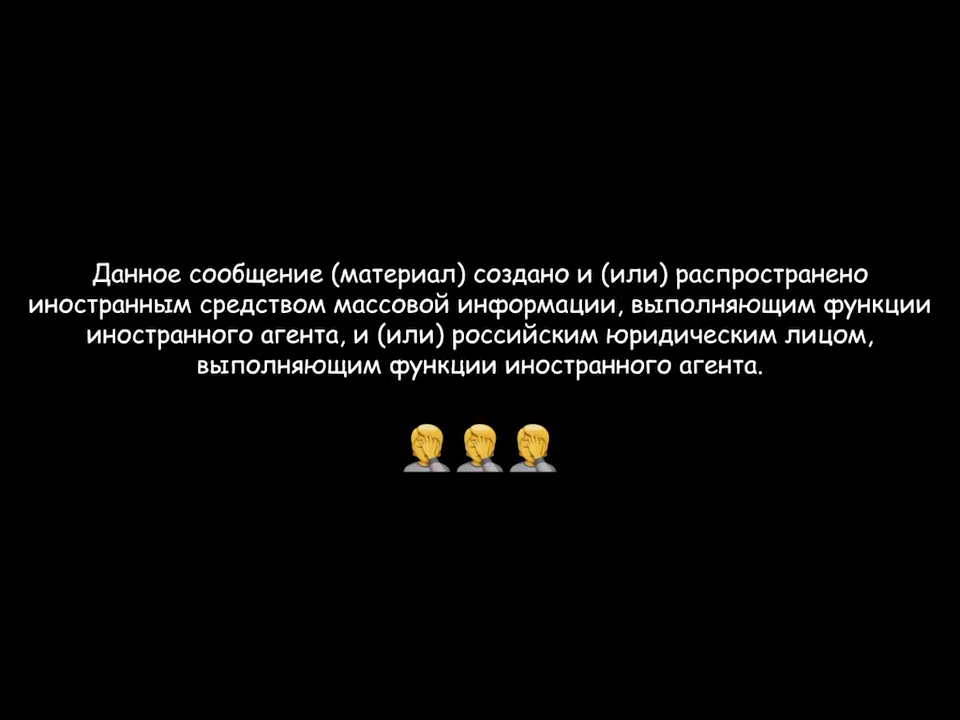 Данное сообщение (материал) создано и (или) распространено
иностранным средством массовой информации, выполняющим функции
иностранного агента, и (или) российским юридическим лицом,
выполняющим функции иностранного агента.